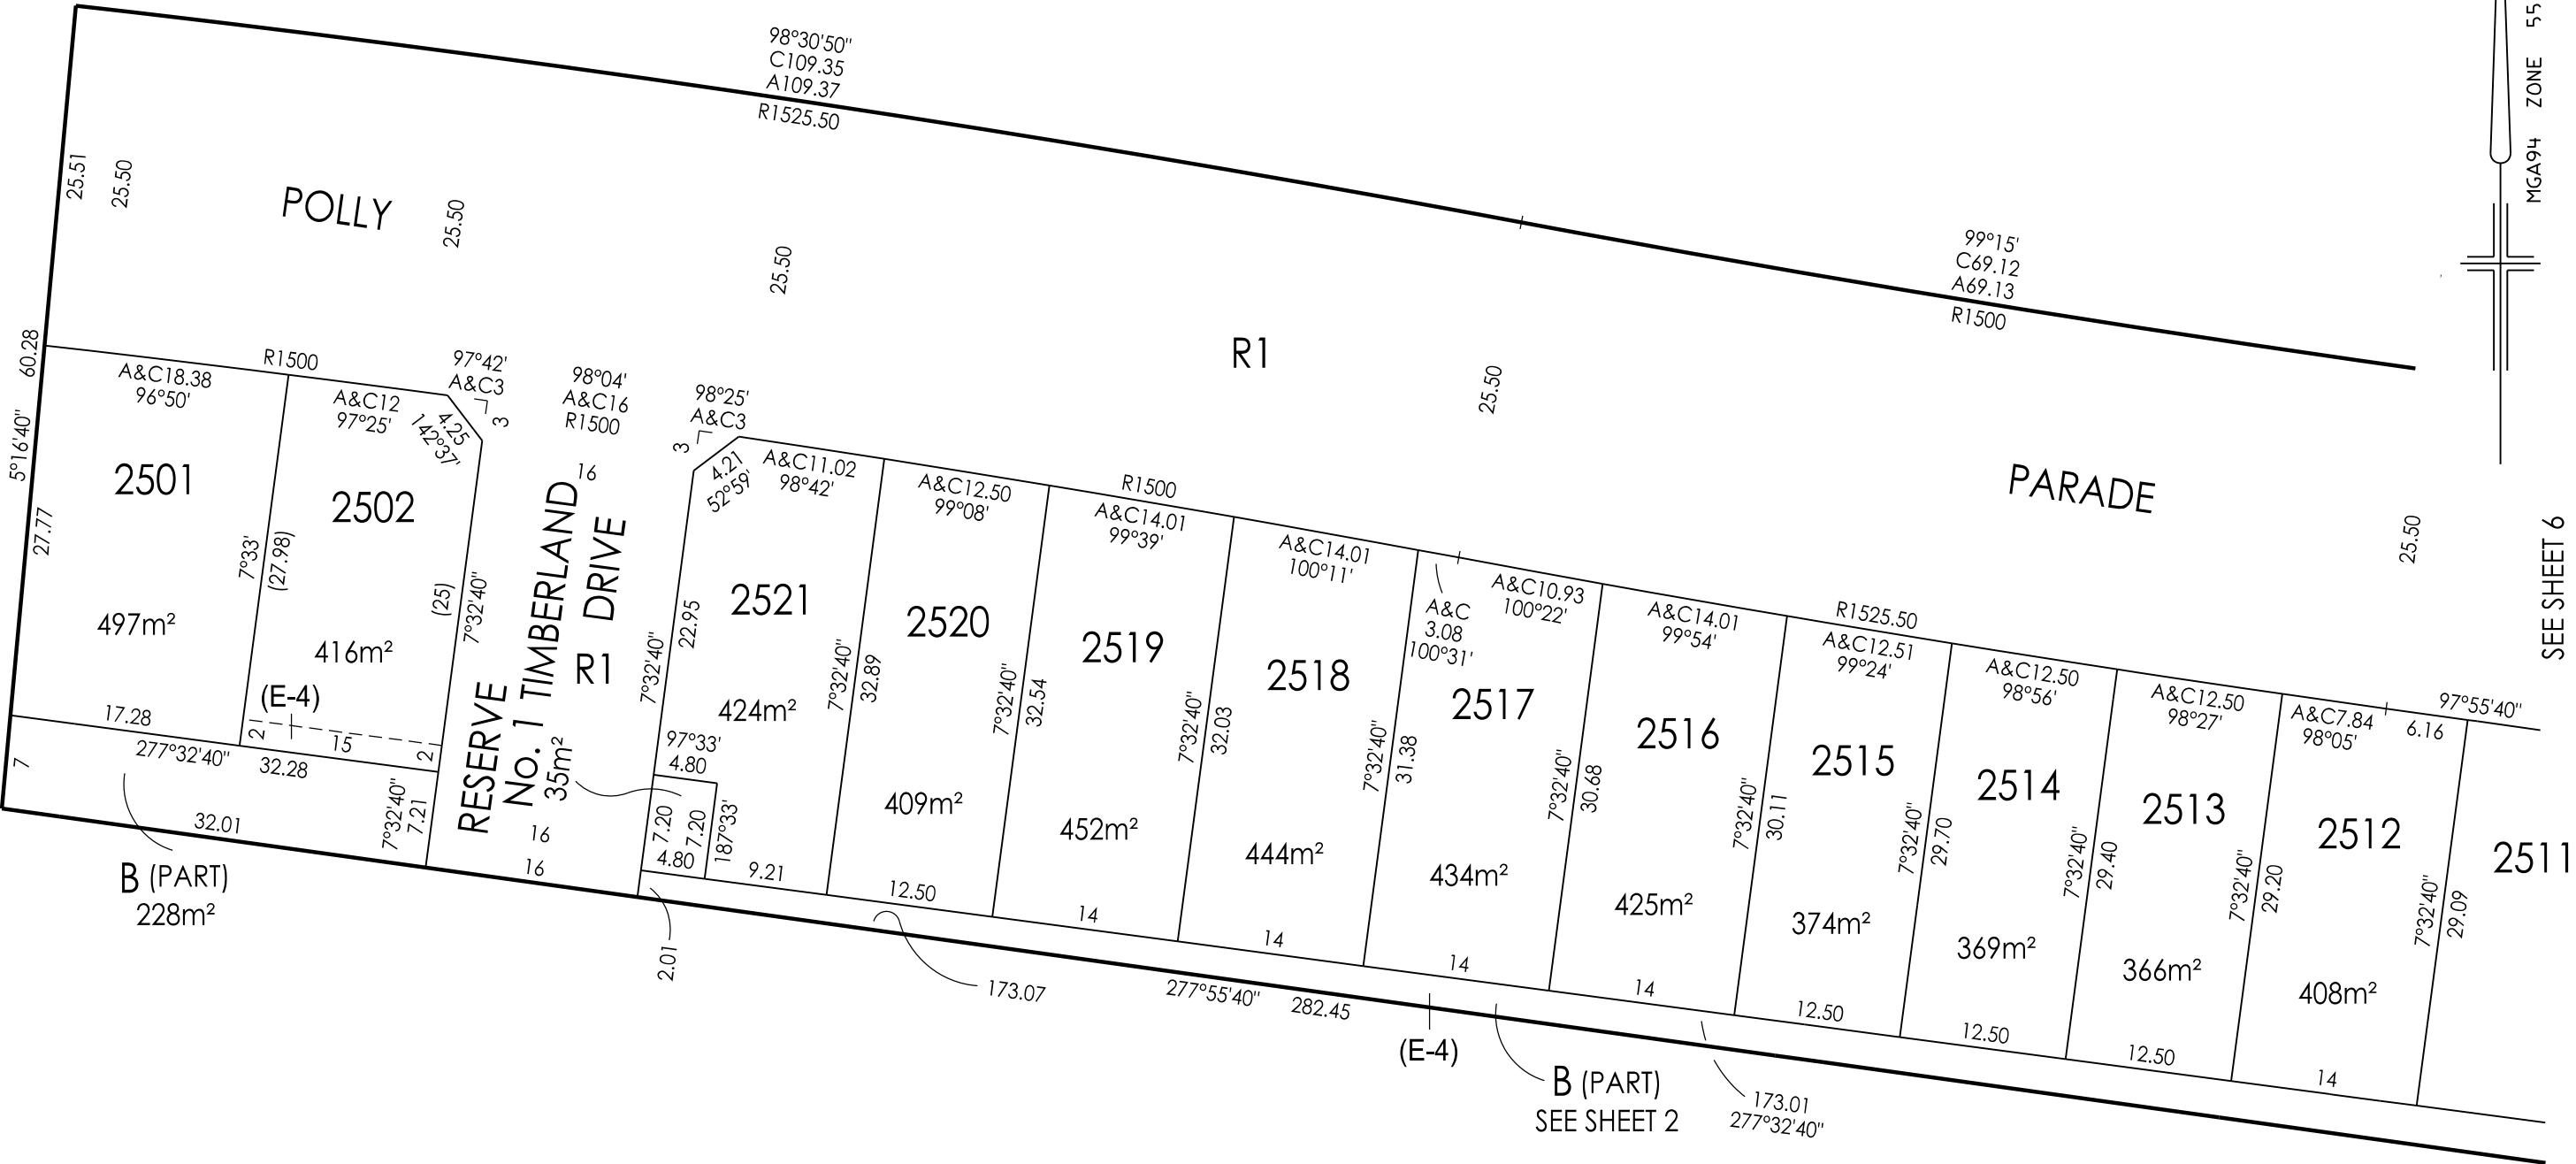 98°30'50"
C109.35
A109.37
R1525.50
MGA94 ZONE 55
25.51
25.50
POLLY
25.50
25.50
99°15'
C69.12
A69.13
R1500
60.28
5°16'40"
27.77
R1500
A&C18.38
96°50'
A&C12
97°25'
97°42'
A&C3
3
4.25
142°37'
98°04'
A&C16
R1500
98°25'
A&C3
3
4.21
52°59'
R1
25.50
PARADE
25.50
SEE SHEET 6
2501
497m²
7°33'
(27.98)
2502
416m²
(25)
7°32'40"
(E-4)
2
15
2
17.28
277°32'40"
32.28
7
32.01
7°32'40"
7.21
B (PART)
228m²
16
TIMBERLAND
DRIVE
R1
RESERVE
No. 1
35m²
16
16
A&C11.02
98°42'
2521
424m²
7°32'40"
22.95
97°33'
4.80
7.20
7.20
187°33'
4.80
9.21
2.01
7°32'40"
32.89
A&C12.50
99°08'
2520
409m²
12.50
7°32'40"
32.54
R1500
A&C14.01
99°39'
2519
452m²
14
7°32'40"
32.03
A&C14.01
100°11'
2518
444m²
14
7°32'40"
31.38
A&C
3.08
100°31'
A&C10.93
100°22'
2517
434m²
14
7°32'40"
30.68
A&C14.01
99°54'
2516
425m²
14
7°32'40"
30.11
R1525.50
A&C12.51
99°24'
2515
374m²
12.50
7°32'40"
29.70
A&C12.50
98°56'
2514
369m²
12.50
7°32'40"
29.40
A&C12.50
98°27'
2513
366m²
12.50
7°32'40"
29.20
A&C7.84
98°05'
6.16
97°55'40"
2512
408m²
14
7°32'40"
29.09
2511
173.07
277°55'40" 282.45
(E-4)
B (PART)
SEE SHEET 2
173.01
277°32'40"